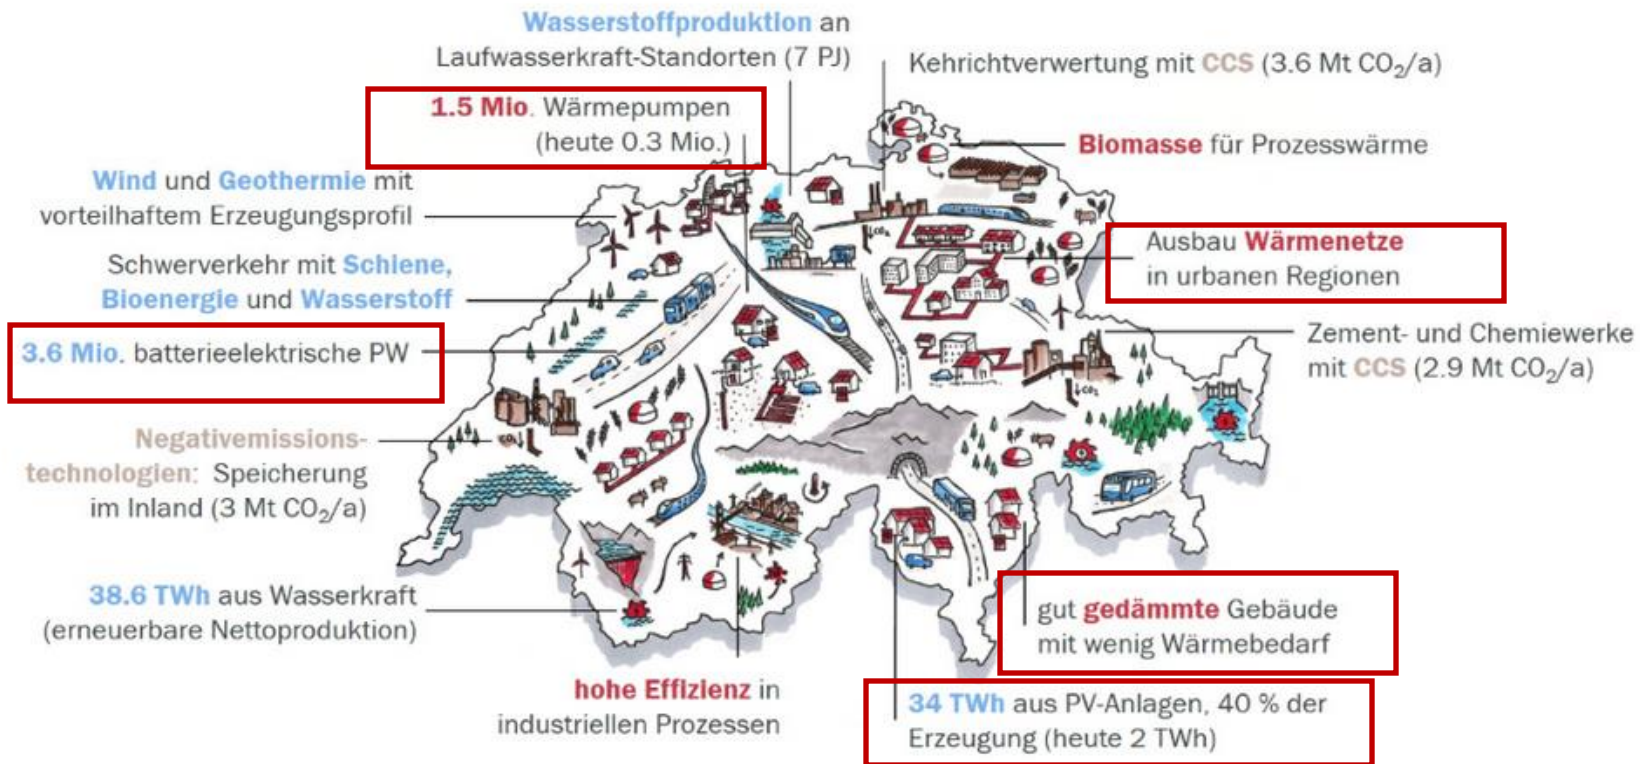 Wasserstoffproduktion an
Laufwasserkraft-Standorten (7 PJ)
Kehrichtverwertung mit CCS (3.6 Mt CO₂/a)
1.5 Mio. Wärmepumpen
(heute 0.3 Mio.)
Biomasse für Prozesswärme
Wind und Geothermie mit
vorteilhaftem Erzeugungsprofil
Ausbau Wärmenetze
in urbanen Regionen
Schwerverkehr mit Schiene,
Bioenergie und Wasserstoff
3.6 Mio. batterieelektrische PW
Zement- und Chemiewerke
mit CCS (2.9 Mt CO₂/a)
Negativemissions-
technologien: Speicherung
im Inland (3 Mt CO₂/a)
38.6 TWh aus Wasserkraft
(erneuerbare Nettoproduktion)
gut gedämmte Gebäude
mit wenig Wärmebedarf
hohe Effizienz in
industriellen Prozessen
34 TWh aus PV-Anlagen, 40 % der
Erzeugung (heute 2 TWh)
CO₂
CO₂
CO₂